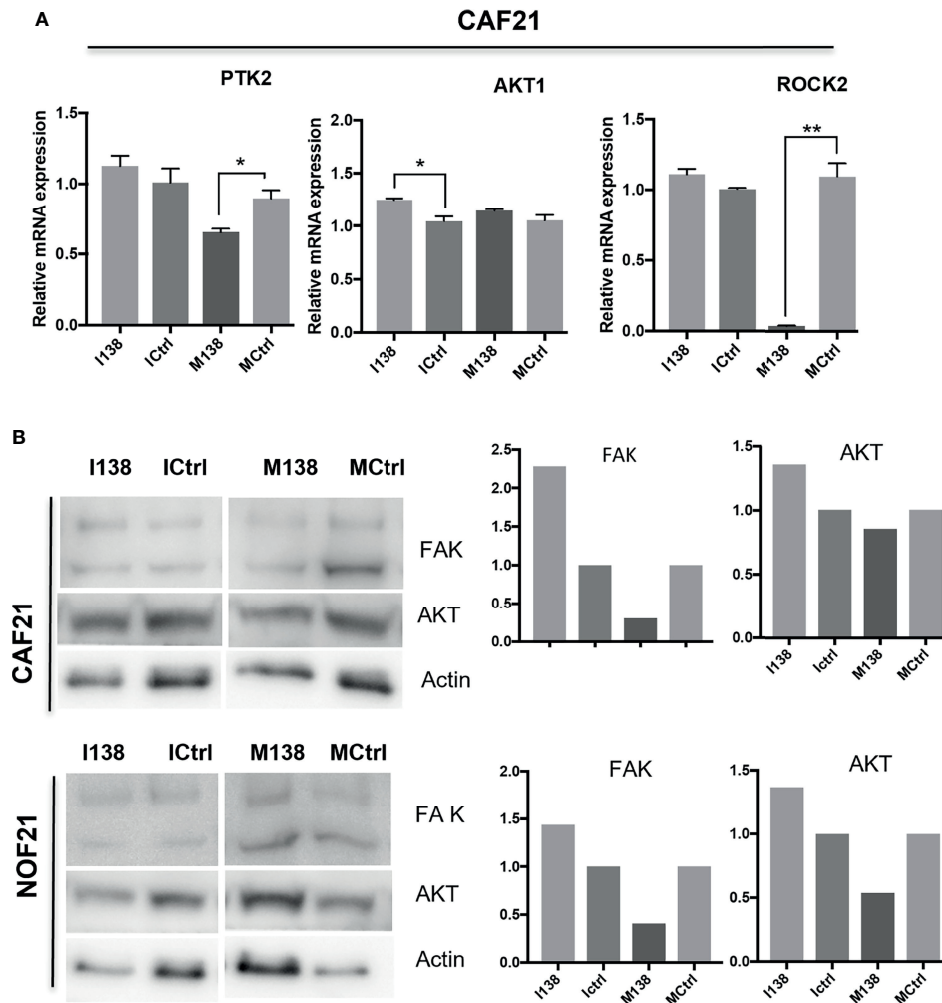 A
CAF21
PTK2
AKT1
ROCK2
Relative mRNA expression
1.5
1.0
0.5
0.0
*
I138
ICtrl
M138
MCtrl
Relative mRNA expression
2.0
1.5
1.0
0.5
0.0
*
I138
ICtrl
M138
MCtrl
Relative mRNA expression
1.5
1.0
0.5
0.0
**
I138
ICtrl
M138
MCtrl
B
I138 ICtrl M138 MCtrl
CAF21
FAK
AKT
Actin
FAK
2.5
2.0
1.5
1.0
0.5
0.0
AKT
1.5
1.0
0.5
0.0
I138
ICtrl
M138
MCtrl
I138 ICtrl M138 MCtrl
NOF21
FA K
AKT
Actin
FAK
2.0
1.5
1.0
0.5
0.0
I138
ICtrl
M138
MCtrl
AKT
1.5
1.0
0.5
0.0
I138
ICtrl
M138
MCtrl